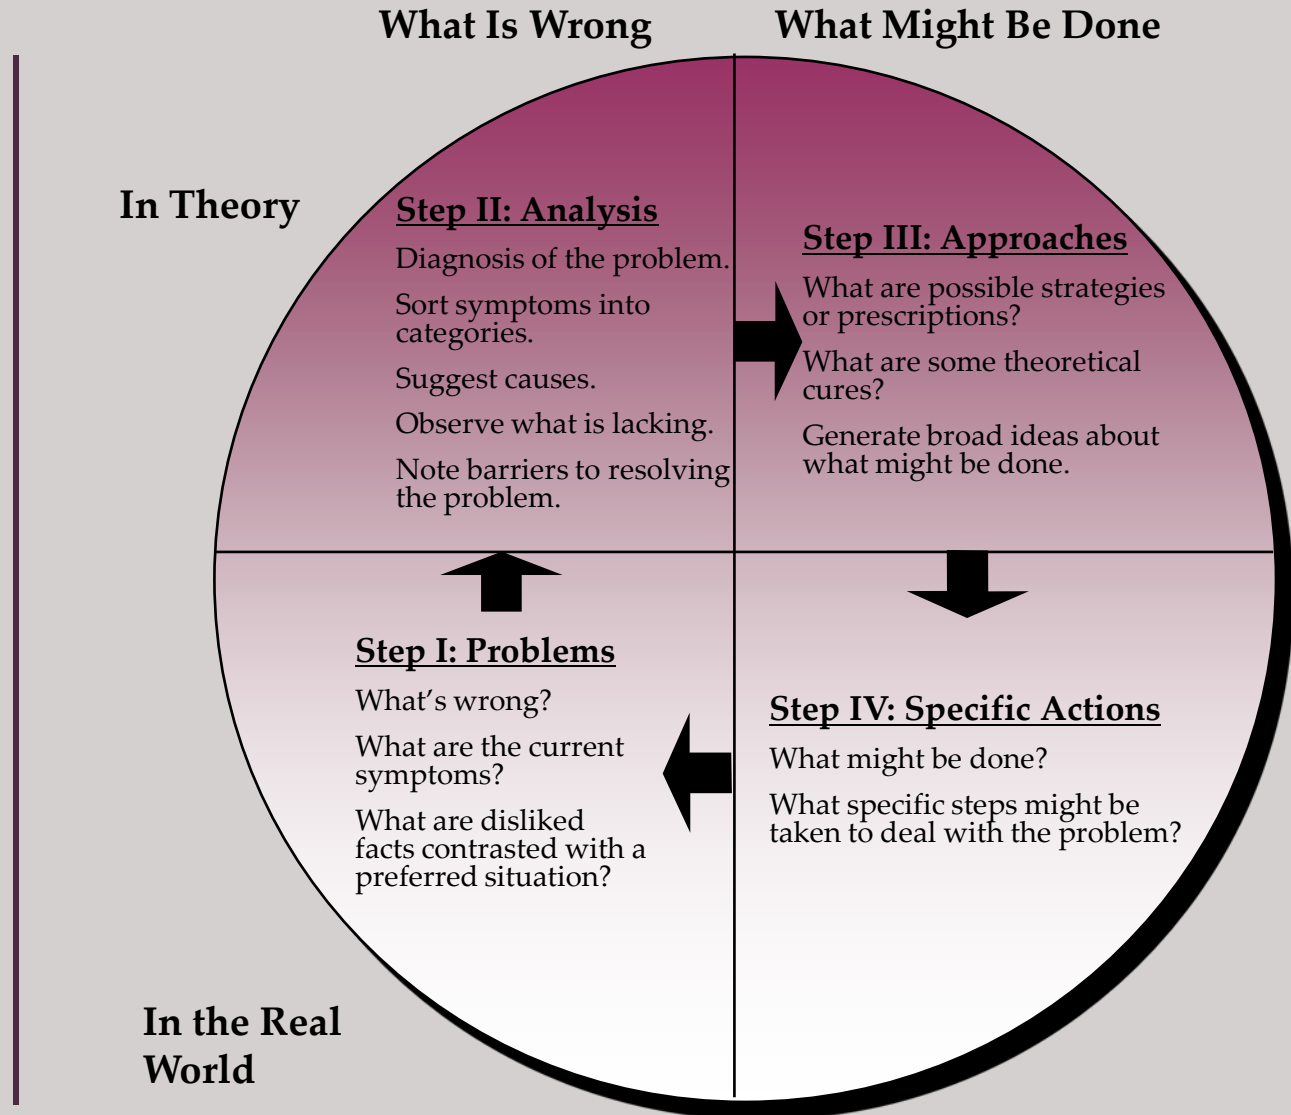 What Is Wrong
What Might Be Done
In Theory
Step II: Analysis
Diagnosis of the problem.
Sort symptoms into
categories.
Suggest causes.
Observe what is lacking.
Note barriers to resolving
the problem.
Step III: Approaches
What are possible strategies
or prescriptions?
What are some theoretical
cures?
Generate broad ideas about
what might be done.
Step I: Problems
What’s wrong?
What are the current
symptoms?
What are disliked
facts contrasted with a
preferred situation?
Step IV: Specific Actions
What might be done?
What specific steps might be
taken to deal with the problem?
In the Real
World